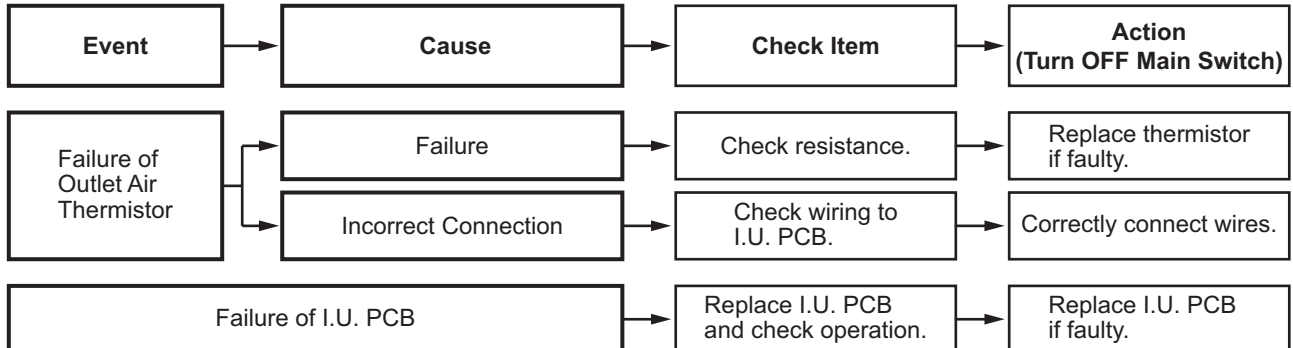 Event
Cause
Check Item
Action
(Turn OFF Main Switch)
Failure of
Outlet Air
Thermistor
Failure
Check resistance.
Replace thermistor
if faulty.
Incorrect Connection
Check wiring to
I.U. PCB.
Correctly connect wires.
Failure of I.U. PCB
Replace I.U. PCB
and check operation.
Replace I.U. PCB
if faulty.